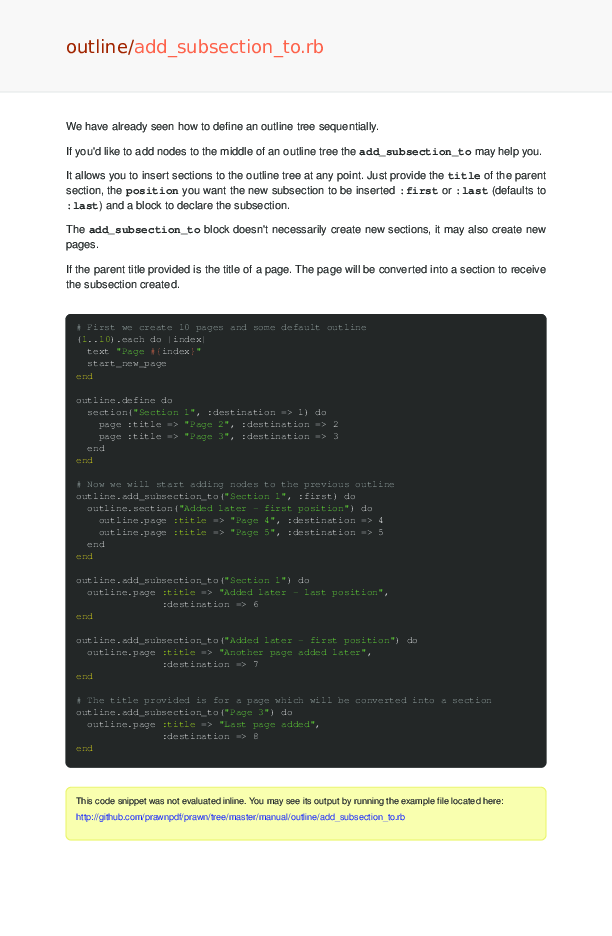 outline/add_subsection_to.rb
We have already seen how to define an outline tree sequentially.
If you'd like to add nodes to the middle of an outline tree the add_subsection_to may help you.
It allows you to insert sections to the outline tree at any point. Just provide the title of the parent
section, the position you want the new subsection to be inserted :first or :last (defaults to
:last) and a block to declare the subsection.
The add_subsection_to block doesn't necessarily create new sections, it may also create new
pages.
If the parent title provided is the title of a page. The page will be converted into a section to receive
the subsection created.
# First we create 10 pages and some default outline
(1..10).each do |index|
  text "Page #{index}"
  start_new_page
end
outline.define do
  section("Section 1", :destination => 1) do
    page :title => "Page 2", :destination => 2
    page :title => "Page 3", :destination => 3
  end
end
# Now we will start adding nodes to the previous outline
outline.add_subsection_to("Section 1", :first) do
  outline.section("Added later - first position") do
    outline.page :title => "Page 4", :destination => 4
    outline.page :title => "Page 5", :destination => 5
  end
end
outline.add_subsection_to("Section 1") do
  outline.page :title => "Added later - last position",
               :destination => 6
end
outline.add_subsection_to("Added later - first position") do
  outline.page :title => "Another page added later",
               :destination => 7
end
# The title provided is for a page which will be converted into a section
outline.add_subsection_to("Page 3") do
  outline.page :title => "Last page added",
               :destination => 8
end
This code snippet was not evaluated inline. You may see its output by running the example file located here:
http://github.com/prawnpdf/prawn/tree/master/manual/outline/add_subsection_to.rb